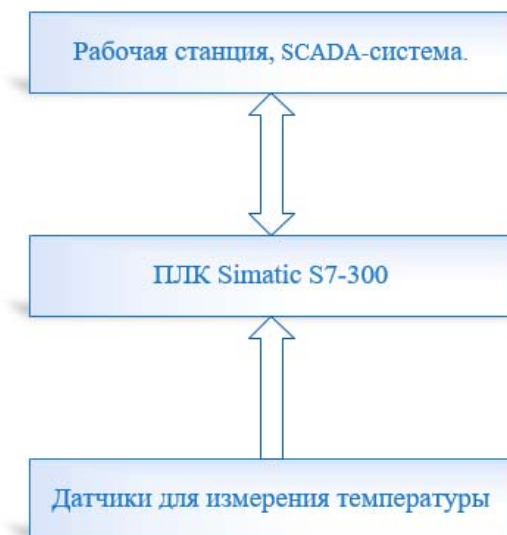 Рабочая станция, SCADA-система.
ПЛК Simatic S7-300
Датчики для измерения температуры